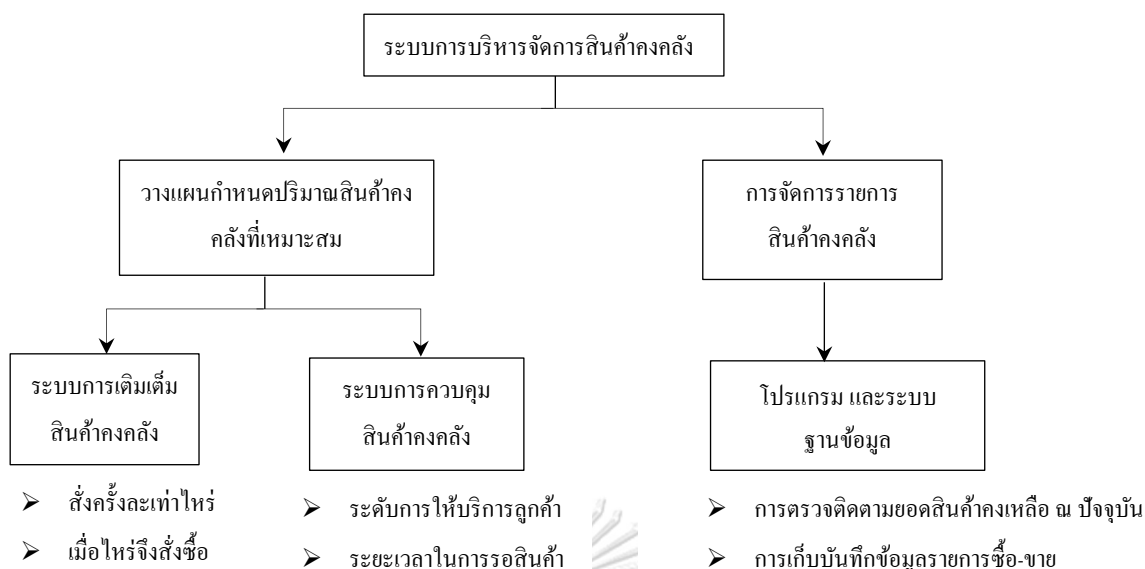 ระบบการบริหารจัดการสินค้าคงคลัง
วางแผนกำหนดปริมาณสินค้าคง
คลังที่เหมาะสม
การจัดการรายการ
สินค้าคงคลัง
ระบบการเติมเต็ม
สินค้าคงคลัง
ระบบการควบคุม
สินค้าคงคลัง
โปรแกรม และระบบ
ฐานข้อมูล
➢ สั่งครั้งละเท่าไหร่
➢ เมื่อไหร่จึงสั่งซื้อ
➢ ระดับการให้บริการลูกค้า
➢ ระยะเวลาในการรอสินค้า
➢ การตรวจติดตามยอดสินค้าคงเหลือ ณ ปัจจุบัน
➢ การเก็บบันทึกข้อมูลรายการซื้อ-ขาย